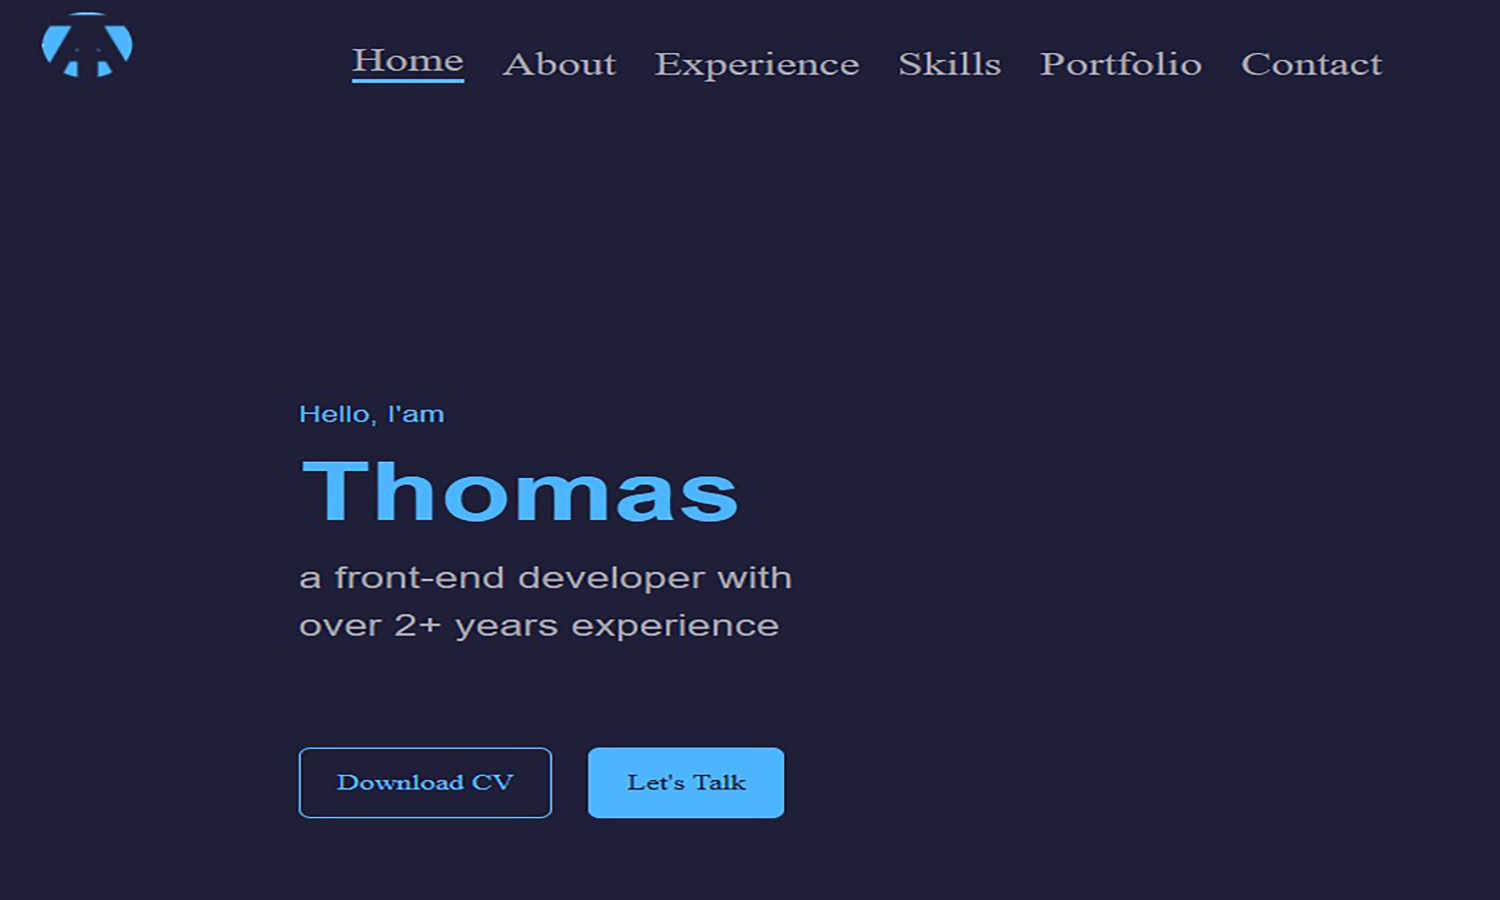 Home About Experience Skills Portfolio Contact
Hello, I'am
Thomas
a front-end developer with
over 2+ years experience
Download CV Let's Talk